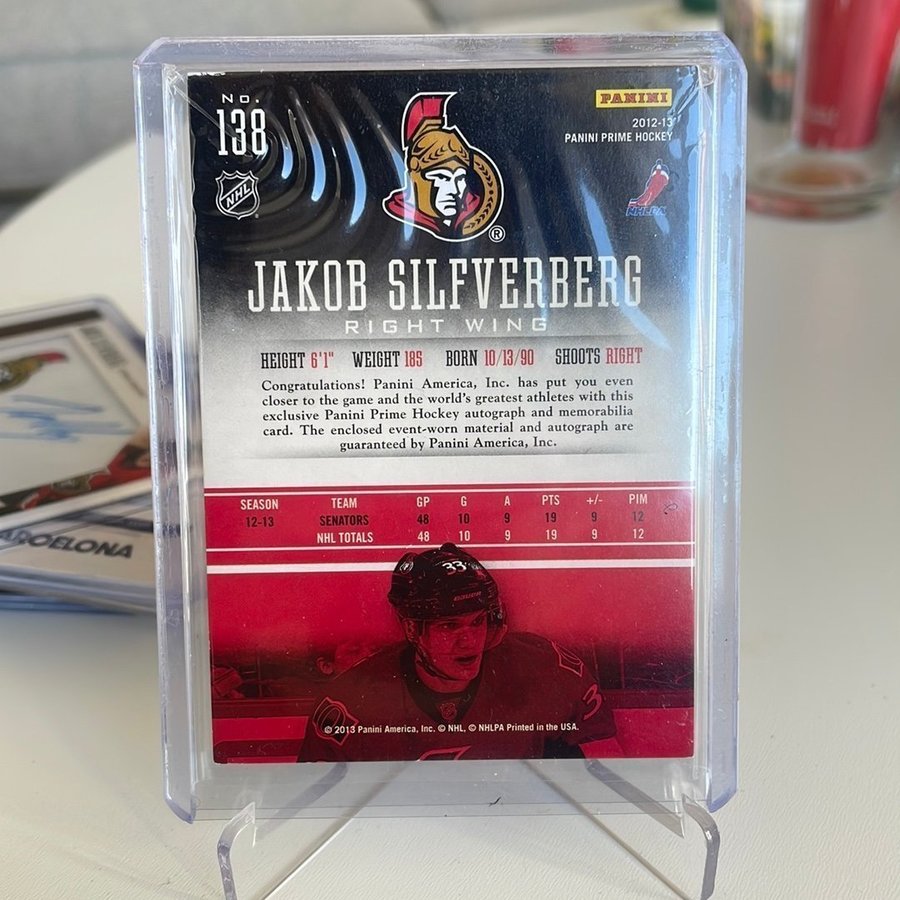 No.
138
PANINI
2012-13
PANINI PRIME HOCKEY
NHL
NHLPA
®
JAKOB SILFVERBERG
RIGHT WING
HEIGHT 6'1" WEIGHT 185 BORN 10/13/90 SHOOTS RIGHT
Congratulations! Panini America, Inc. has put you even
closer to the game and the world's greatest athletes with this
exclusive Panini Prime Hockey autograph and memorabilia
card. The enclosed event-worn material and autograph are
guaranteed by Panini America, Inc.
SEASON TEAM GP G A PTS +/- PIM
12-13 SENATORS 48 10 9 19 9 12
NHL TOTALS 48 10 9 19 9 12
33
3
© 2013 Panini America, Inc. © NHL, © NHLPA Printed in the USA.